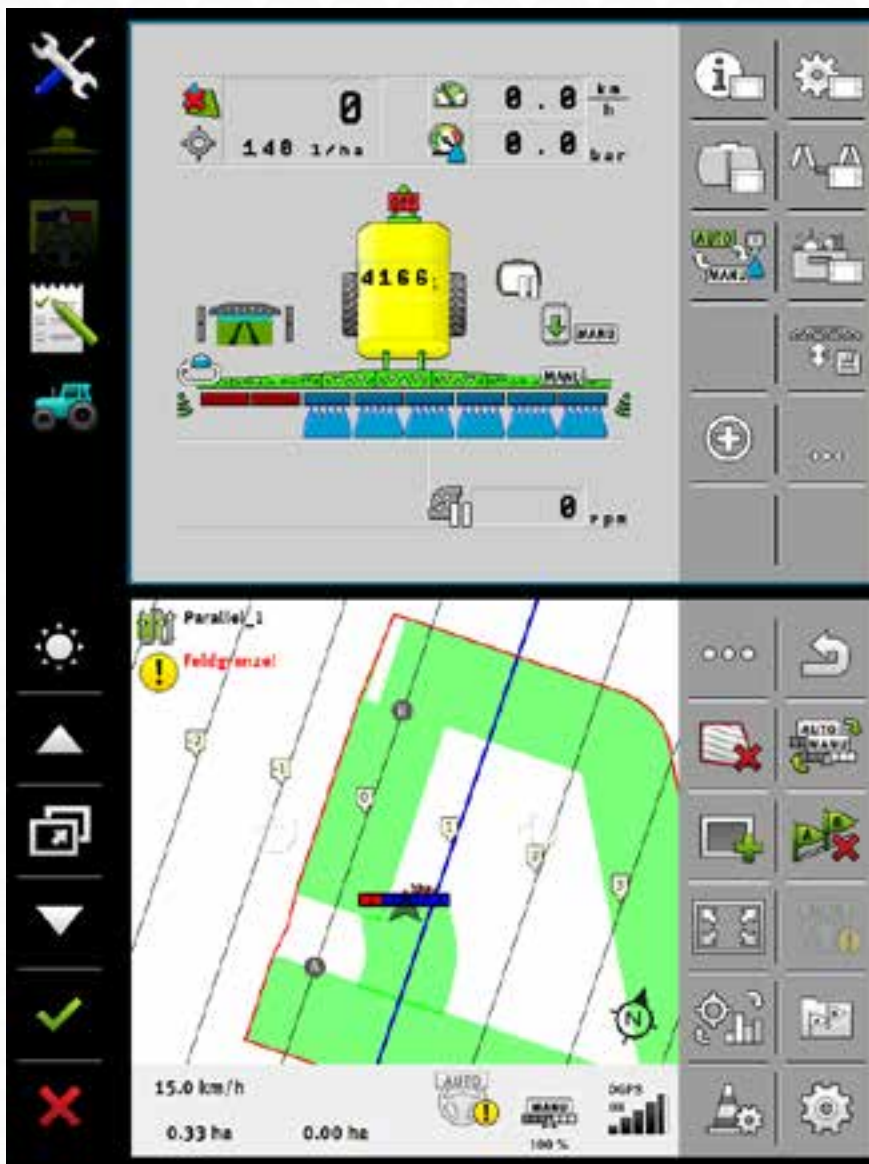 0
140 l/ha
0.0 km/h
0.0 bar
4166
MANU
MANU
0 rpm
AUTO
MANU
Parallel_1
Feldgrenze!
-2
-1
0
1
2
3
B
A
N
15.0 km/h
0.33 ha
0.00 ha
AUTO
MANU
100 %
DGPS
AUTO
MANU
A B